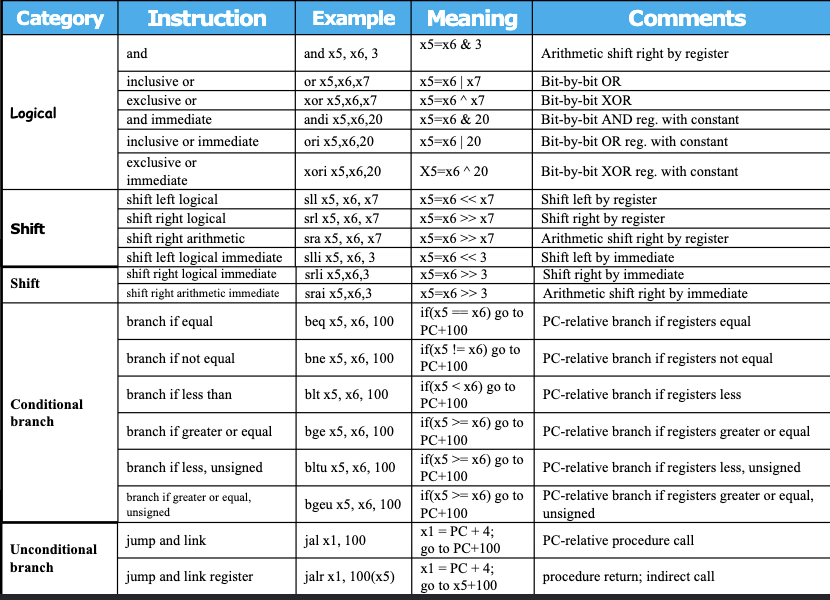 Category Instruction Example Meaning Comments
Logical
and and x5, x6, 3 x5=x6 & 3 Arithmetic shift right by register
inclusive or or x5,x6,x7 x5=x6 | x7 Bit-by-bit OR
exclusive or xor x5,x6,x7 x5=x6 ^ x7 Bit-by-bit XOR
and immediate andi x5,x6,20 x5=x6 & 20 Bit-by-bit AND reg. with constant
inclusive or immediate ori x5,x6,20 x5=x6 | 20 Bit-by-bit OR reg. with constant
exclusive or
immediate xori x5,x6,20 X5=x6 ^ 20 Bit-by-bit XOR reg. with constant
Shift
shift left logical sll x5, x6, x7 x5=x6 << x7 Shift left by register
shift right logical srl x5, x6, x7 x5=x6 >> x7 Shift right by register
shift right arithmetic sra x5, x6, x7 x5=x6 >> x7 Arithmetic shift right by register
shift left logical immediate slli x5, x6, 3 x5=x6 << 3 Shift left by immediate
Shift
shift right logical immediate srli x5,x6,3 x5=x6 >> 3 Shift right by immediate
shift right arithmetic immediate srai x5,x6,3 x5=x6 >> 3 Arithmetic shift right by immediate
Conditional
branch
branch if equal beq x5, x6, 100 if(x5 == x6) go to
PC+100 PC-relative branch if registers equal
branch if not equal bne x5, x6, 100 if(x5 != x6) go to
PC+100 PC-relative branch if registers not equal
branch if less than blt x5, x6, 100 if(x5 < x6) go to
PC+100 PC-relative branch if registers less
branch if greater or equal bge x5, x6, 100 if(x5 >= x6) go to
PC+100 PC-relative branch if registers greater or equal
branch if less, unsigned bltu x5, x6, 100 if(x5 >= x6) go to
PC+100 PC-relative branch if registers less, unsigned
branch if greater or equal,
unsigned bgeu x5, x6, 100 if(x5 >= x6) go to
PC+100 PC-relative branch if registers greater or equal,
unsigned
Unconditional
branch
jump and link jal x1, 100 x1 = PC + 4;
go to PC+100 PC-relative procedure call
jump and link register jalr x1, 100(x5) x1 = PC + 4;
go to x5+100 procedure return; indirect call